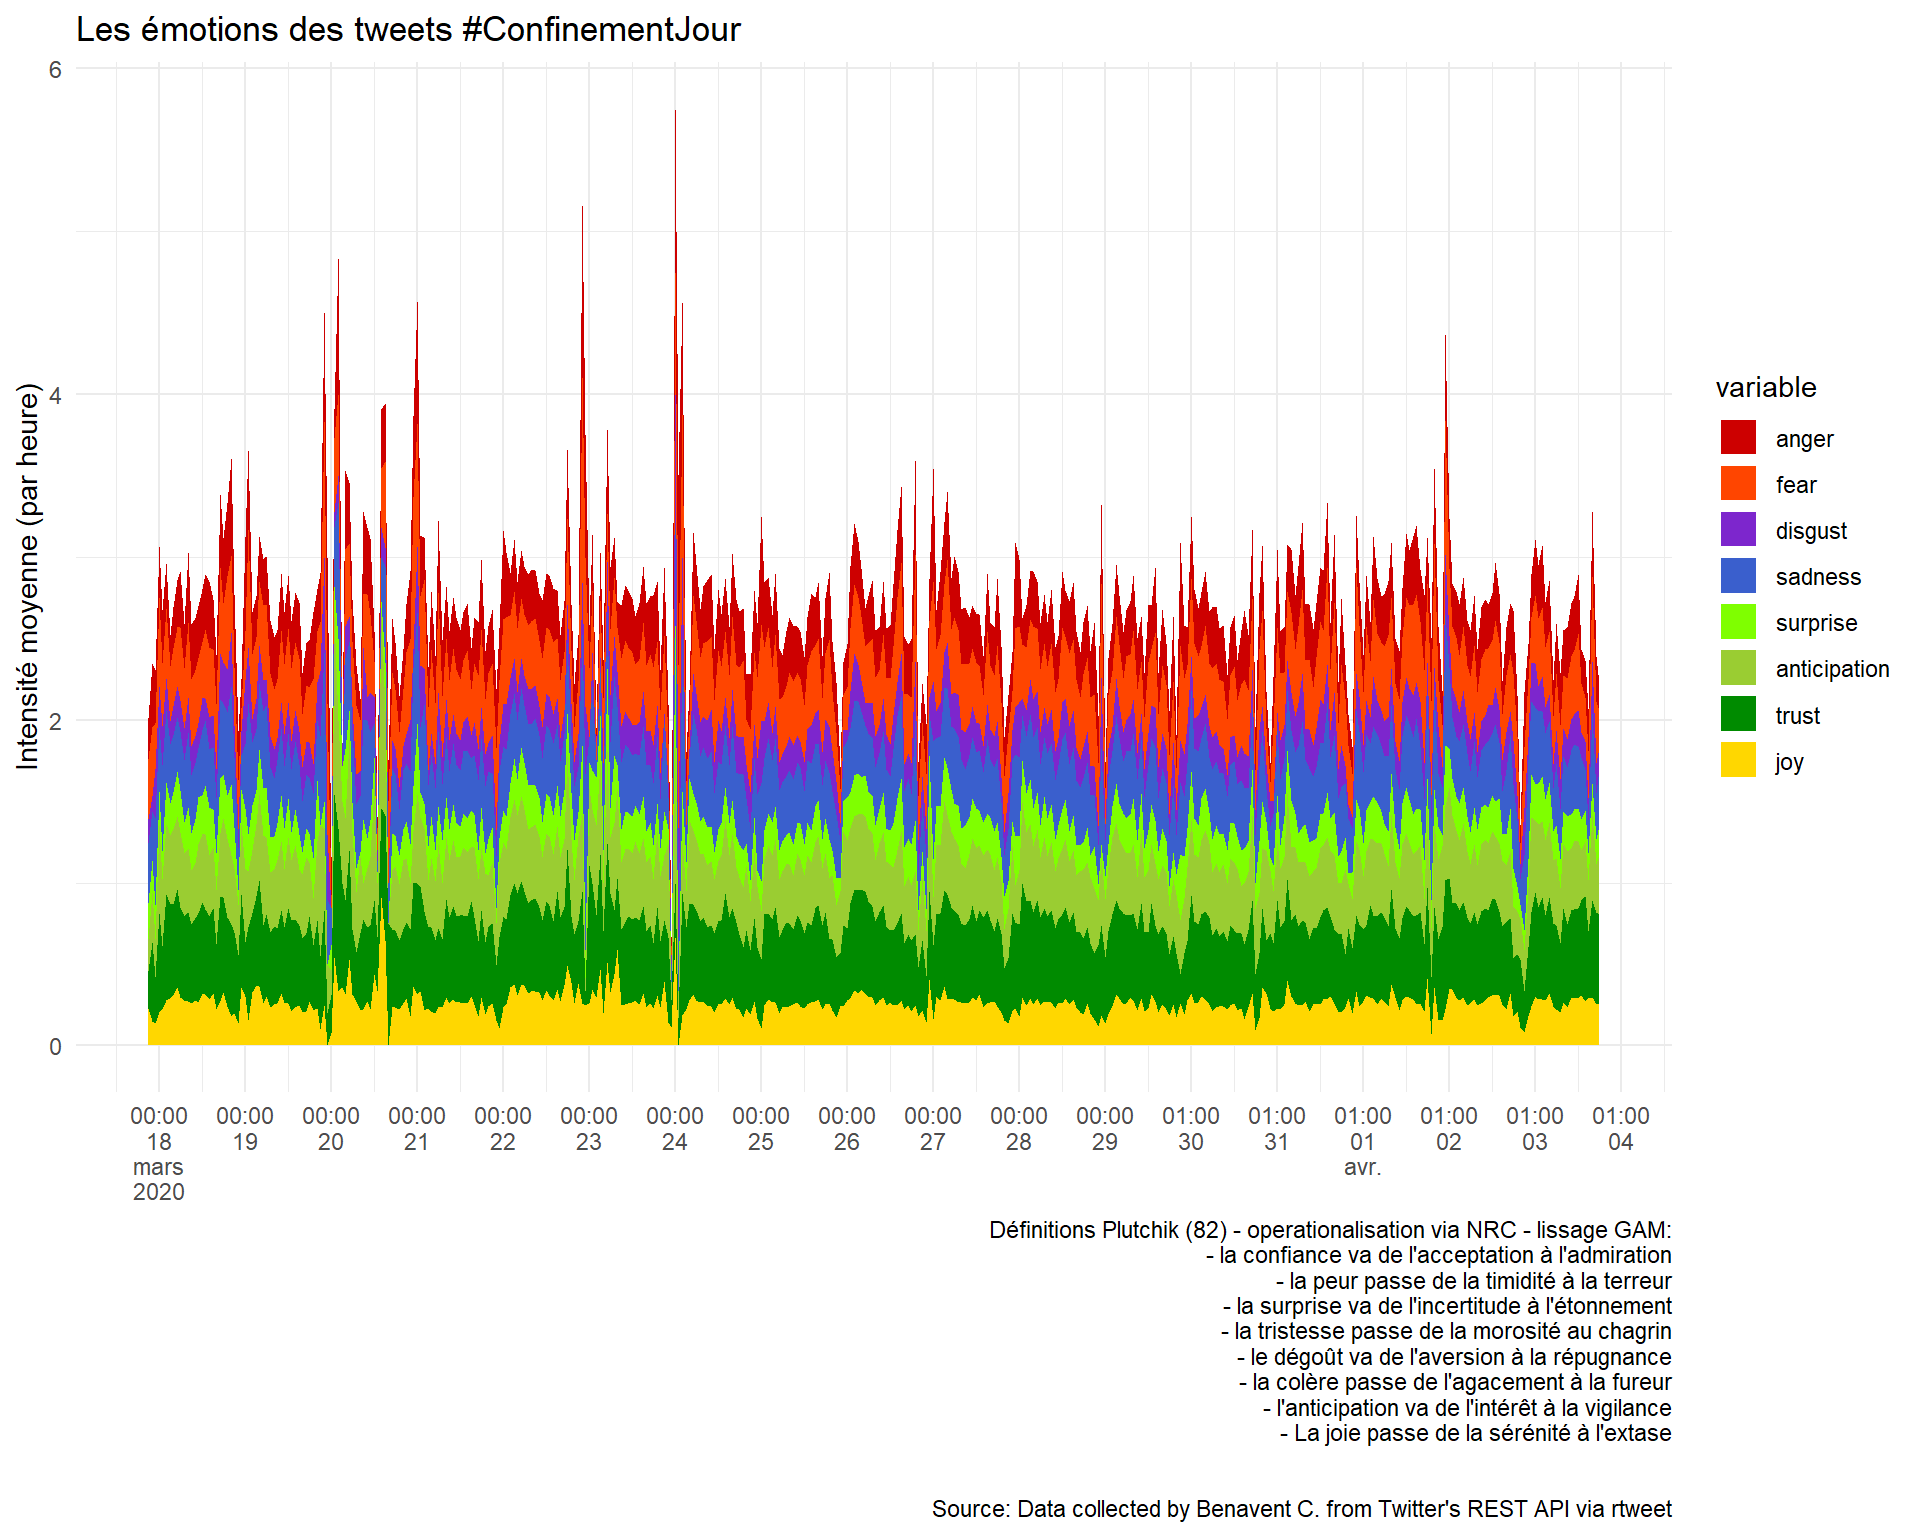 Les émotions des tweets #ConfinementJour
Intensité moyenne (par heure)
6
4
2
0
00:00 00:00 00:00 00:00 00:00 00:00 00:00 00:00 00:00 00:00 00:00 00:00 01:00 01:00 01:00 01:00 01:00 01:00
18 19 20 21 22 23 24 25 26 27 28 29 30 31 01 02 03 04
mars avr.
2020
variable
anger
fear
disgust
sadness
surprise
anticipation
trust
joy
Définitions Plutchik (82) - operationalisation via NRC - lissage GAM:
- la confiance va de l'acceptation à l'admiration
- la peur passe de la timidité à la terreur
- la surprise va de l'incertitude à l'étonnement
- la tristesse passe de la morosité au chagrin
- le dégoût va de l'aversion à la répugnance
- la colère passe de l'agacement à la fureur
- l'anticipation va de l'intérêt à la vigilance
- La joie passe de la sérénité à l'extase
Source: Data collected by Benavent C. from Twitter's REST API via rtweet